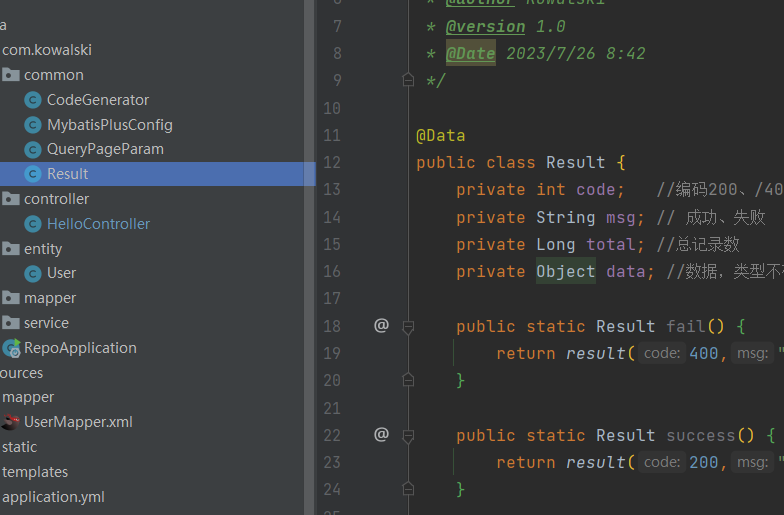 a
com.kowalski
common
CodeGenerator
MybatisPlusConfig
QueryPageParam
Result
controller
HelloController
entity
User
mapper
service
RepoApplication
ources
mapper
UserMapper.xml
static
templates
application.yml
6 * @author Kowalski
7 * @version 1.0
8 * @Date 2023/7/26 8:42
9 */
10
11 @Data
12 public class Result {
13 private int code; //编码200、/40
14 private String msg; // 成功、失败
15 private Long total; //总记录数
16 private Object data; //数据，类型不
17
18 @ public static Result fail() {
19 return result( code: 400, msg: "
20 }
21
22 @ public static Result success() {
23 return result( code: 200, msg: "
24 }